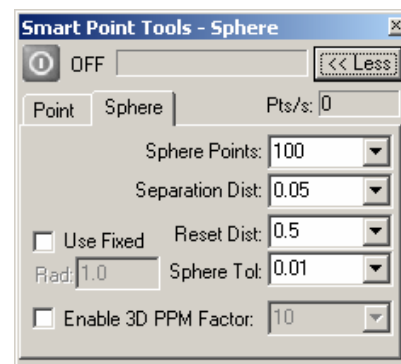 Smart Point Tools - Sphere
OFF << Less
Point Sphere Pts/s: 0
Sphere Points: 100
Separation Dist: 0.05
Use Fixed Reset Dist: 0.5
Rad: 1.0 Sphere Tol: 0.01
Enable 3D PPM Factor: 10